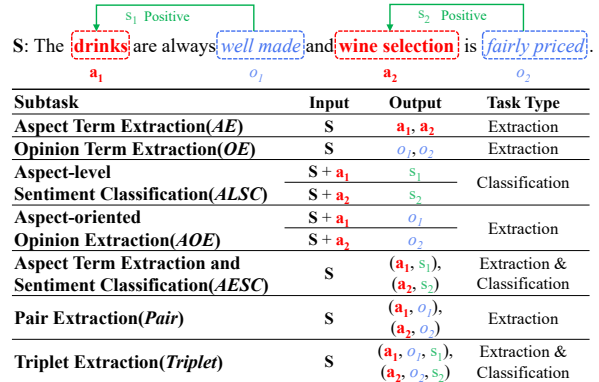 s₁ Positive s₂ Positive
S: The drinks are always well made and wine selection is fairly priced.
a₁ o₁ a₂ o₂
Subtask Input Output Task Type
Aspect Term Extraction(AE) S a₁, a₂ Extraction
Opinion Term Extraction(OE) S o₁, o₂ Extraction
Aspect-level S + a₁ s₁
Classification
Sentiment Classification(ALSC) S + a₂ s₂
Aspect-oriented S + a₁ o₁
Extraction
Opinion Extraction(AOE) S + a₂ o₂
Aspect Term Extraction and (a₁, s₁), Extraction &
S
Sentiment Classification(AESC) (a₂, s₂) Classification
(a₁, o₁),
Pair Extraction(Pair) S Extraction
(a₂, o₂)
(a₁, o₁, s₁), Extraction &
Triplet Extraction(Triplet) S
(a₂, o₂, s₂) Classification